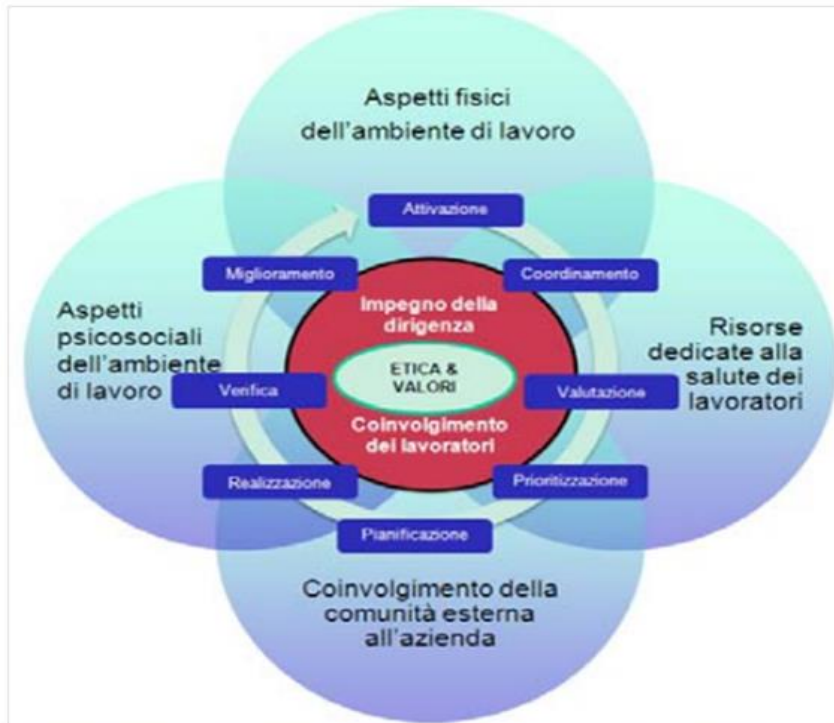 Aspetti fisici
dell'ambiente di lavoro
Attivazione
Miglioramento
Coordinamento
Impegno della
dirigenza
Aspetti
psicosociali
dell'ambiente
di lavoro
Risorse
dedicate alla
salute dei
lavoratori
ETICA &
VALORI
Verifica
Valutazione
Coinvolgimento
dei lavoratori
Realizzazione
Prioritizzazione
Pianificazione
Coinvolgimento della
comunità esterna
all'azienda